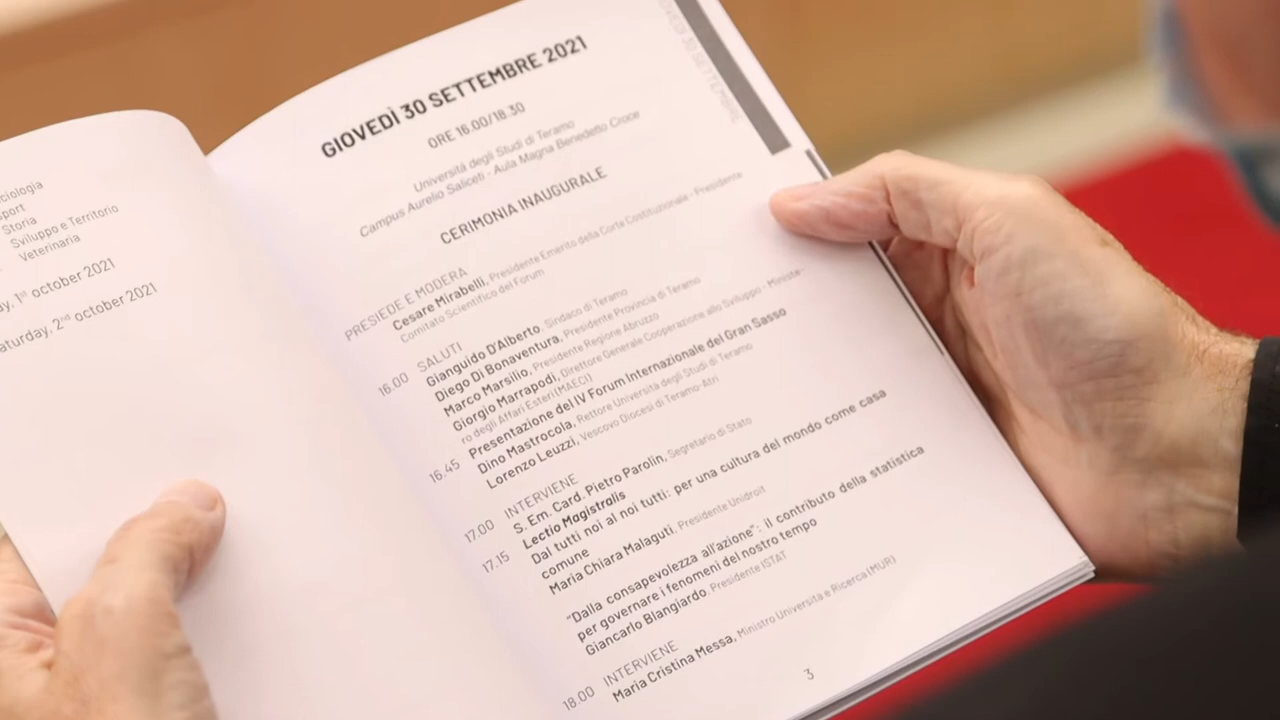 ciologia
port
Storia
Sviluppo e Territorio
Veterinaria
ay, 1st october 2021
aturday, 2nd october 2021
GIOVEDÌ 30 SETTEMBRE 2021
ORE 16.00/18.30
Università degli Studi di Teramo
Campus Aurelio Saliceti - Aula Magna Benedetto Croce
CERIMONIA INAUGURALE
PRESIEDE E MODERA
Cesare Mirabelli, Presidente Emerito della Corte Costituzionale - Presidente
Comitato Scientifico del Forum
16.00 SALUTI
Gianguido D'Alberto, Sindaco di Teramo
Diego Di Bonaventura, Presidente Provincia di Teramo
Marco Marsilio, Presidente Regione Abruzzo
Giorgio Marrapodi, Direttore Generale Cooperazione allo Sviluppo - Ministe-
ro degli Affari Esteri (MAECI)
16.45 Presentazione del IV Forum Internazionale del Gran Sasso
Dino Mastrocola, Rettore Università degli Studi di Teramo
Lorenzo Leuzzi, Vescovo Diocesi di Teramo-Atri
17.00 INTERVIENE
S. Em. Card. Pietro Parolin, Segretario di Stato
Lectio Magistralis
17.15 Dal tutti noi al noi tutti: per una cultura del mondo come casa
comune
Maria Chiara Malaguti, Presidente Unidroit
"Dalla consapevolezza all'azione": il contributo della statistica
per governare i fenomeni del nostro tempo
Giancarlo Blangiardo, Presidente ISTAT
18.00 INTERVIENE
Maria Cristina Messa, Ministro Università e Ricerca (MUR)
3